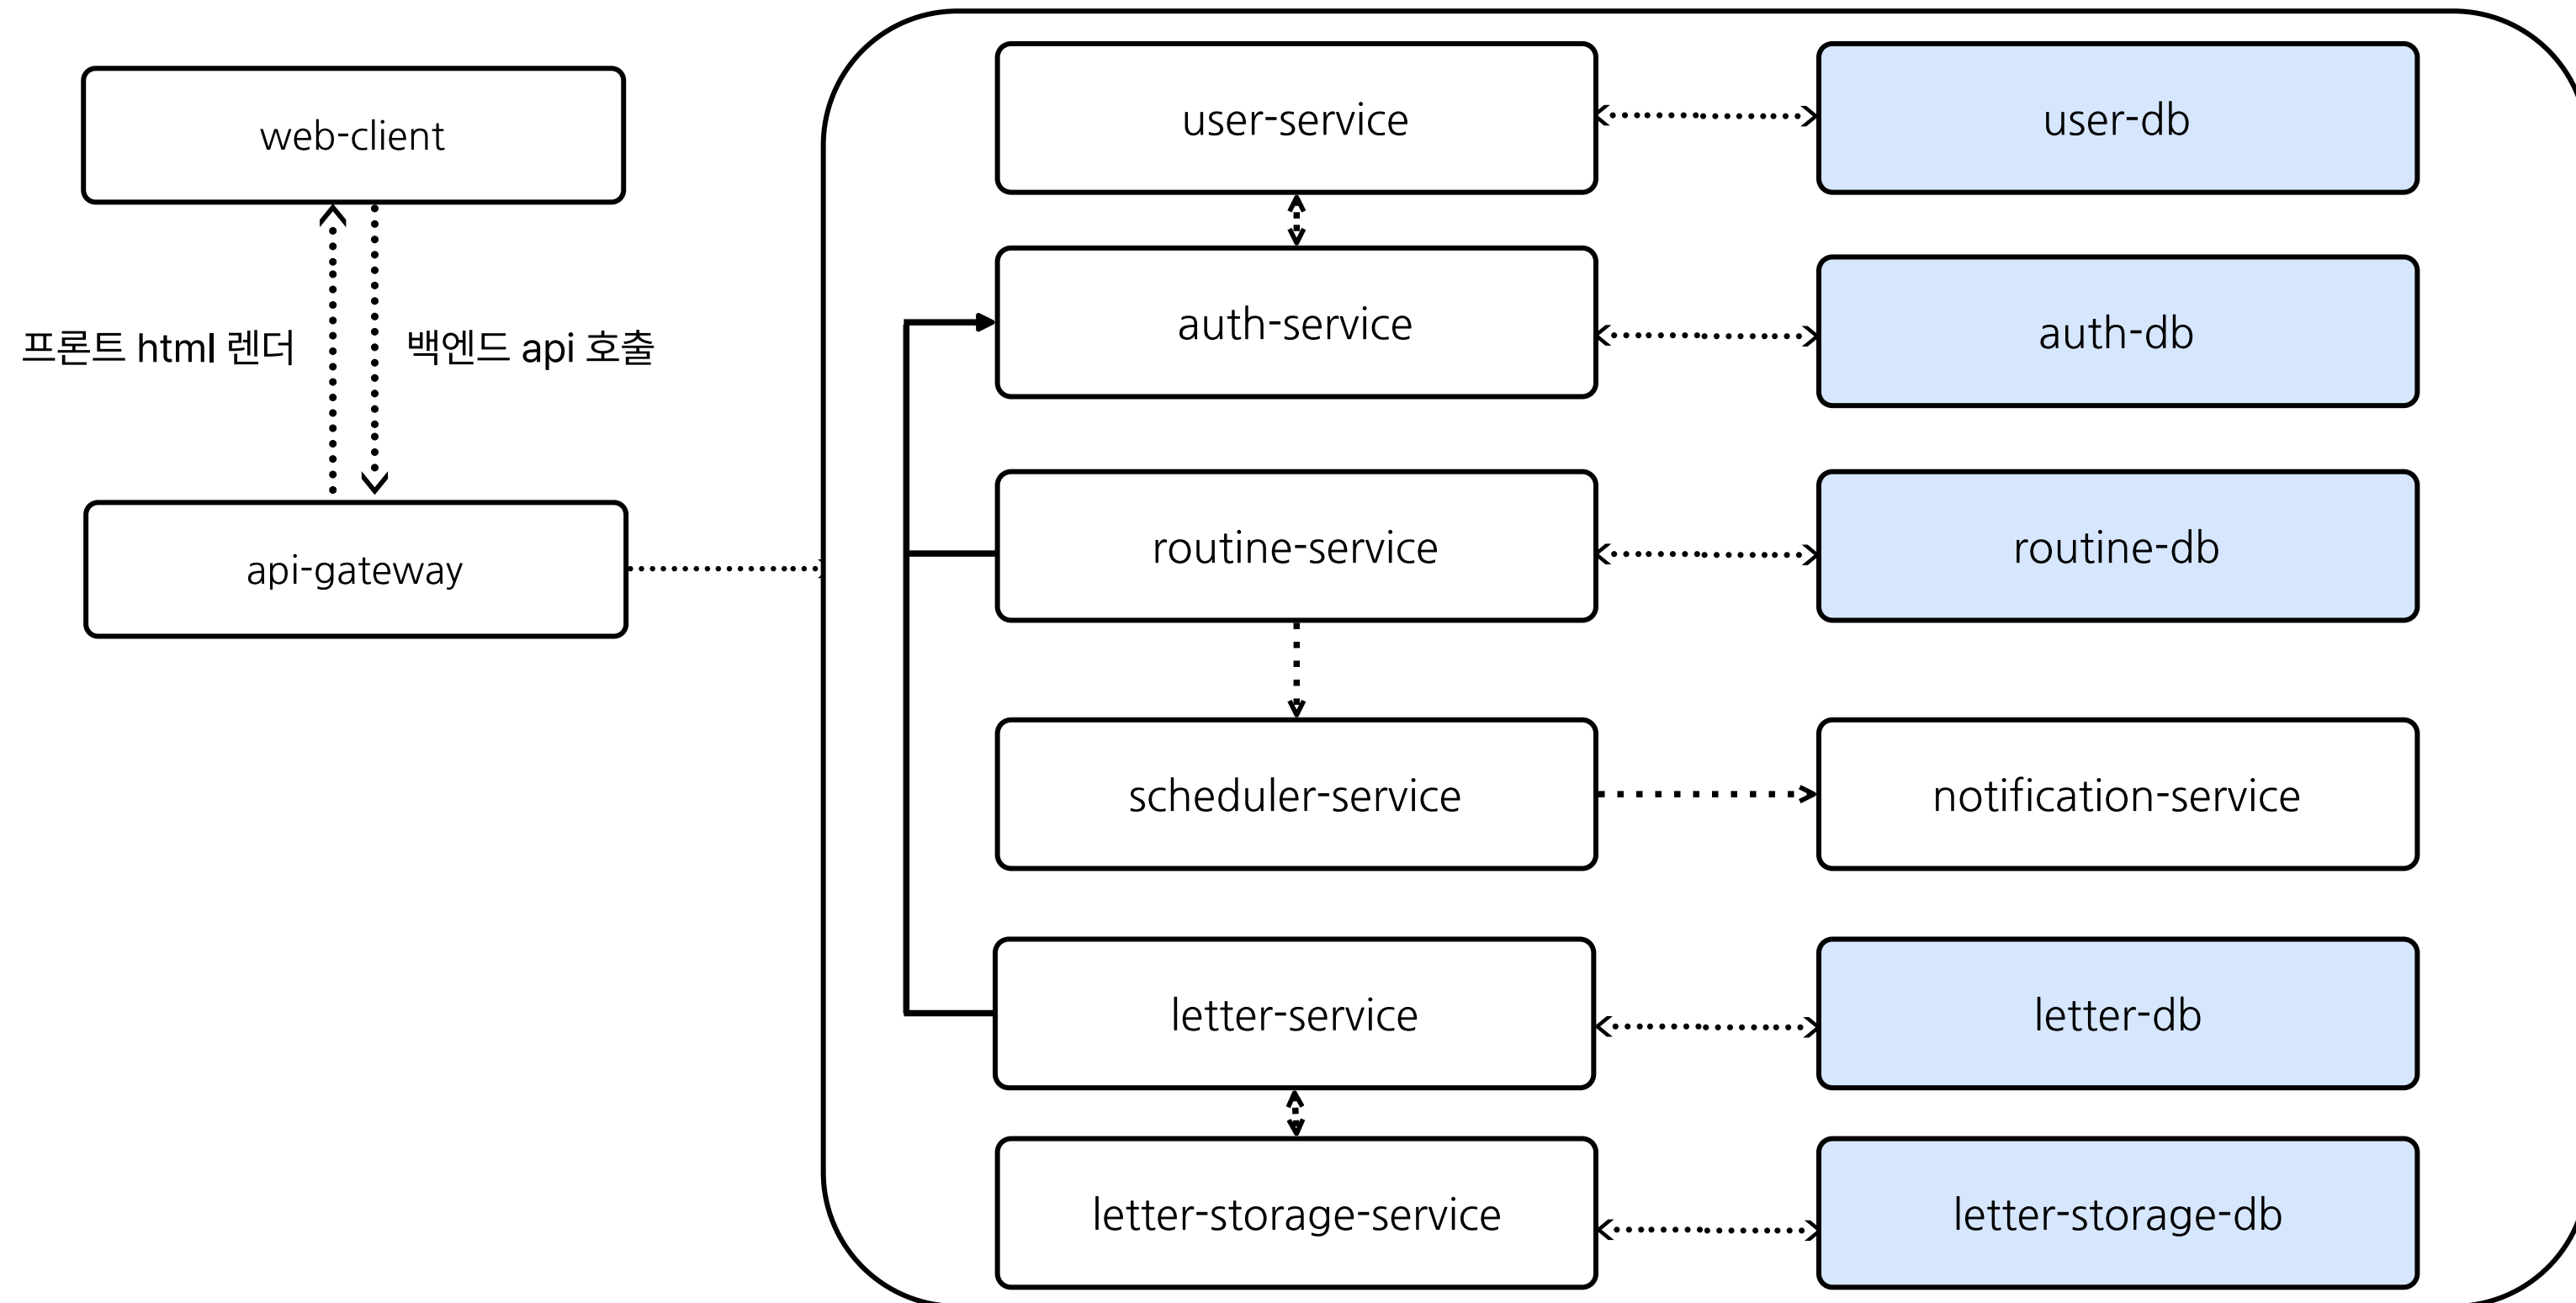 web-client
프론트 html 렌더
백엔드 api 호출
api-gateway
user-service
user-db
auth-service
auth-db
routine-service
routine-db
scheduler-service
notification-service
letter-service
letter-db
letter-storage-service
letter-storage-db